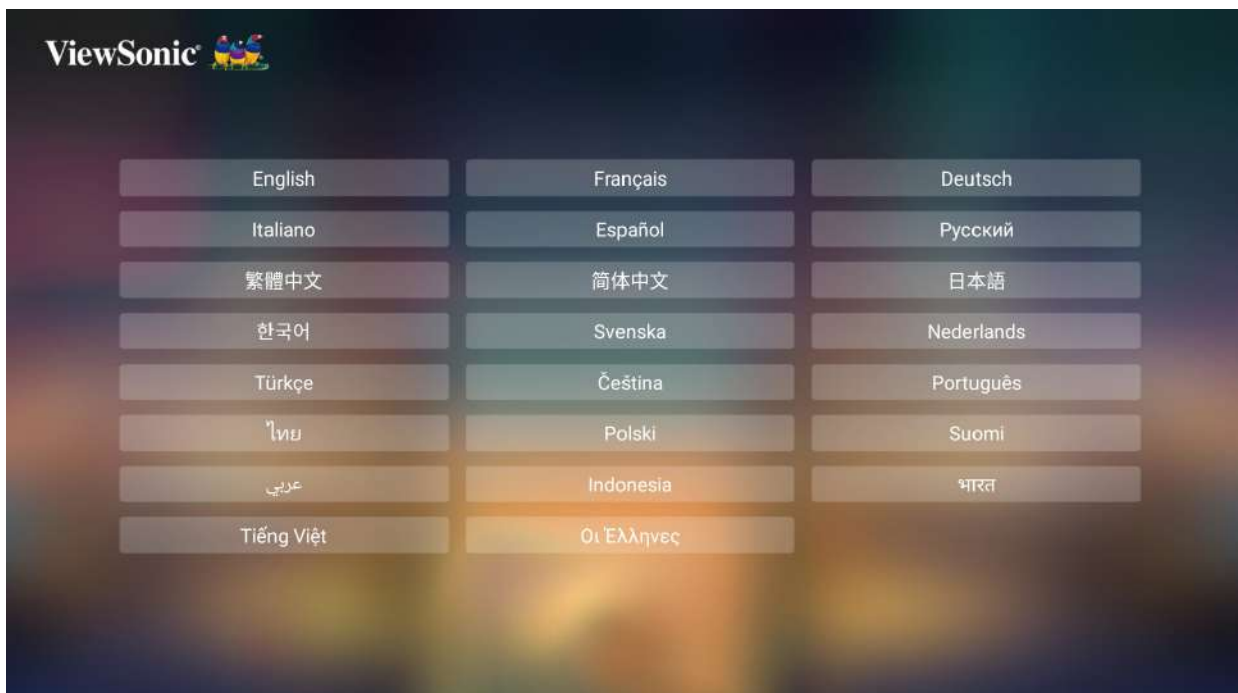 ViewSonic®
English Français Deutsch
Italiano Español Русский
繁體中文 简体中文 日本語
한국어 Svenska Nederlands
Türkçe Čeština Português
ไทย Polski Suomi
عربي Indonesia भारत
Tiếng Việt Οι Έλληνες